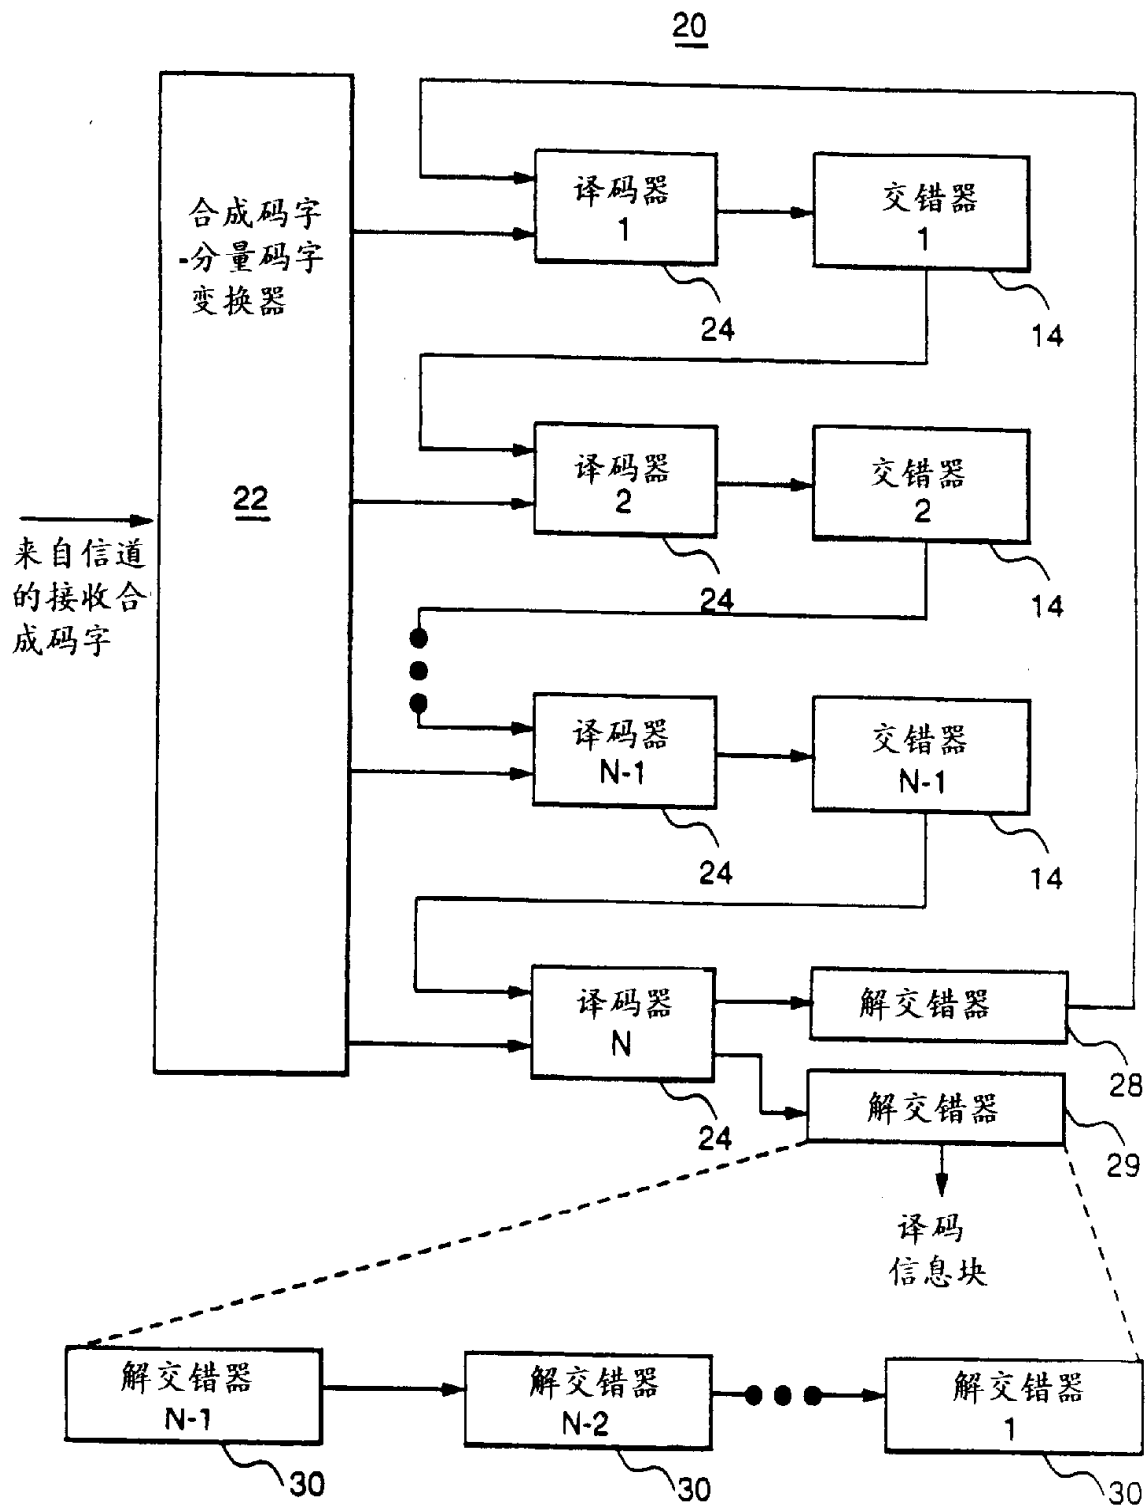 20
合成码字
-分量码字
变换器
22
来自信道
的接收合
成码字
译码器
1
24
交错器
1
14
译码器
2
24
交错器
2
14
译码器
N-1
24
交错器
N-1
14
译码器
N
24
解交错器
28
解交错器
29
译码
信息块
解交错器
N-1
30
解交错器
N-2
30
解交错器
1
30